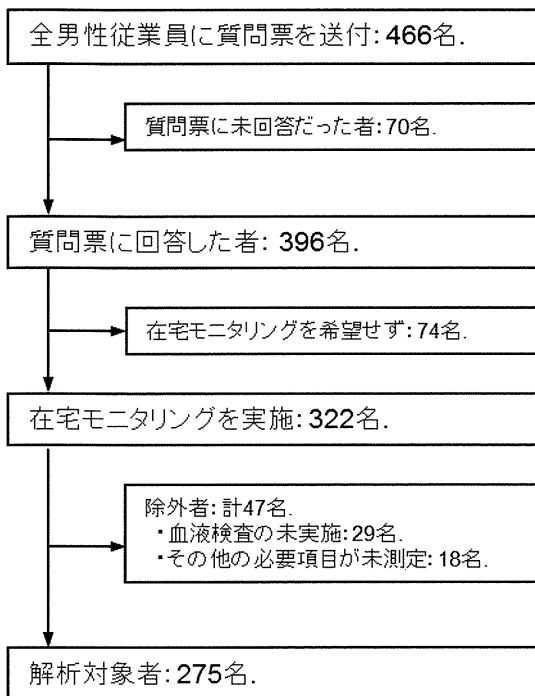 全男性従業員に質問票を送付: 466名.
質問票に未回答だった者: 70名.
質問票に回答した者: 396名.
在宅モニタリングを希望せず: 74名.
在宅モニタリングを実施: 322名.
除外者: 計47名.
・血液検査の未実施: 29名.
・その他の必要項目が未測定: 18名.
解析対象者: 275名.